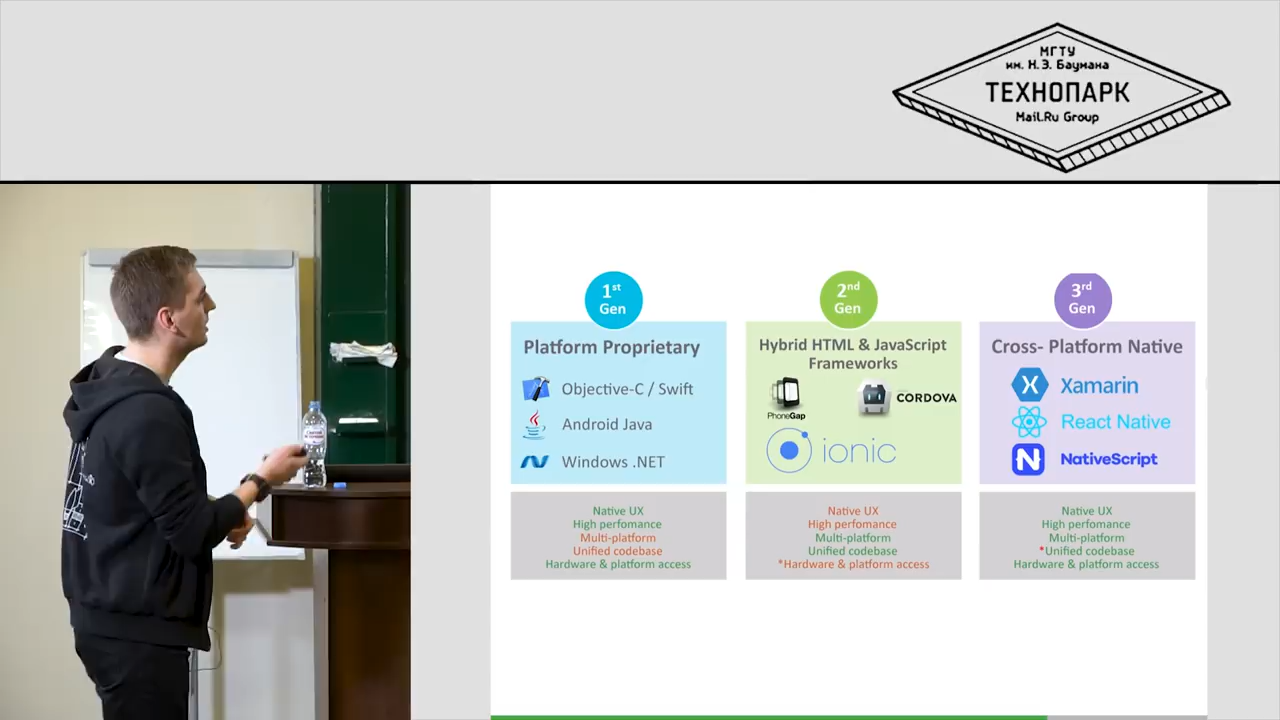 МГТУ
им. Н.Э. Баумана
ТЕХНОПАРК
Mail.Ru Group
1st
Gen
Platform Proprietary
Objective-C / Swift
Android Java
Windows .NET
Native UX
High perfomance
Multi-platform
Unified codebase
Hardware & platform access
2nd
Gen
Hybrid HTML & JavaScript
Frameworks
PhoneGap
CORDOVA
ionic
Native UX
High perfomance
Multi-platform
Unified codebase
*Hardware & platform access
3rd
Gen
Cross- Platform Native
Xamarin
React Native
NativeScript
Native UX
High perfomance
Multi-platform
*Unified codebase
Hardware & platform access